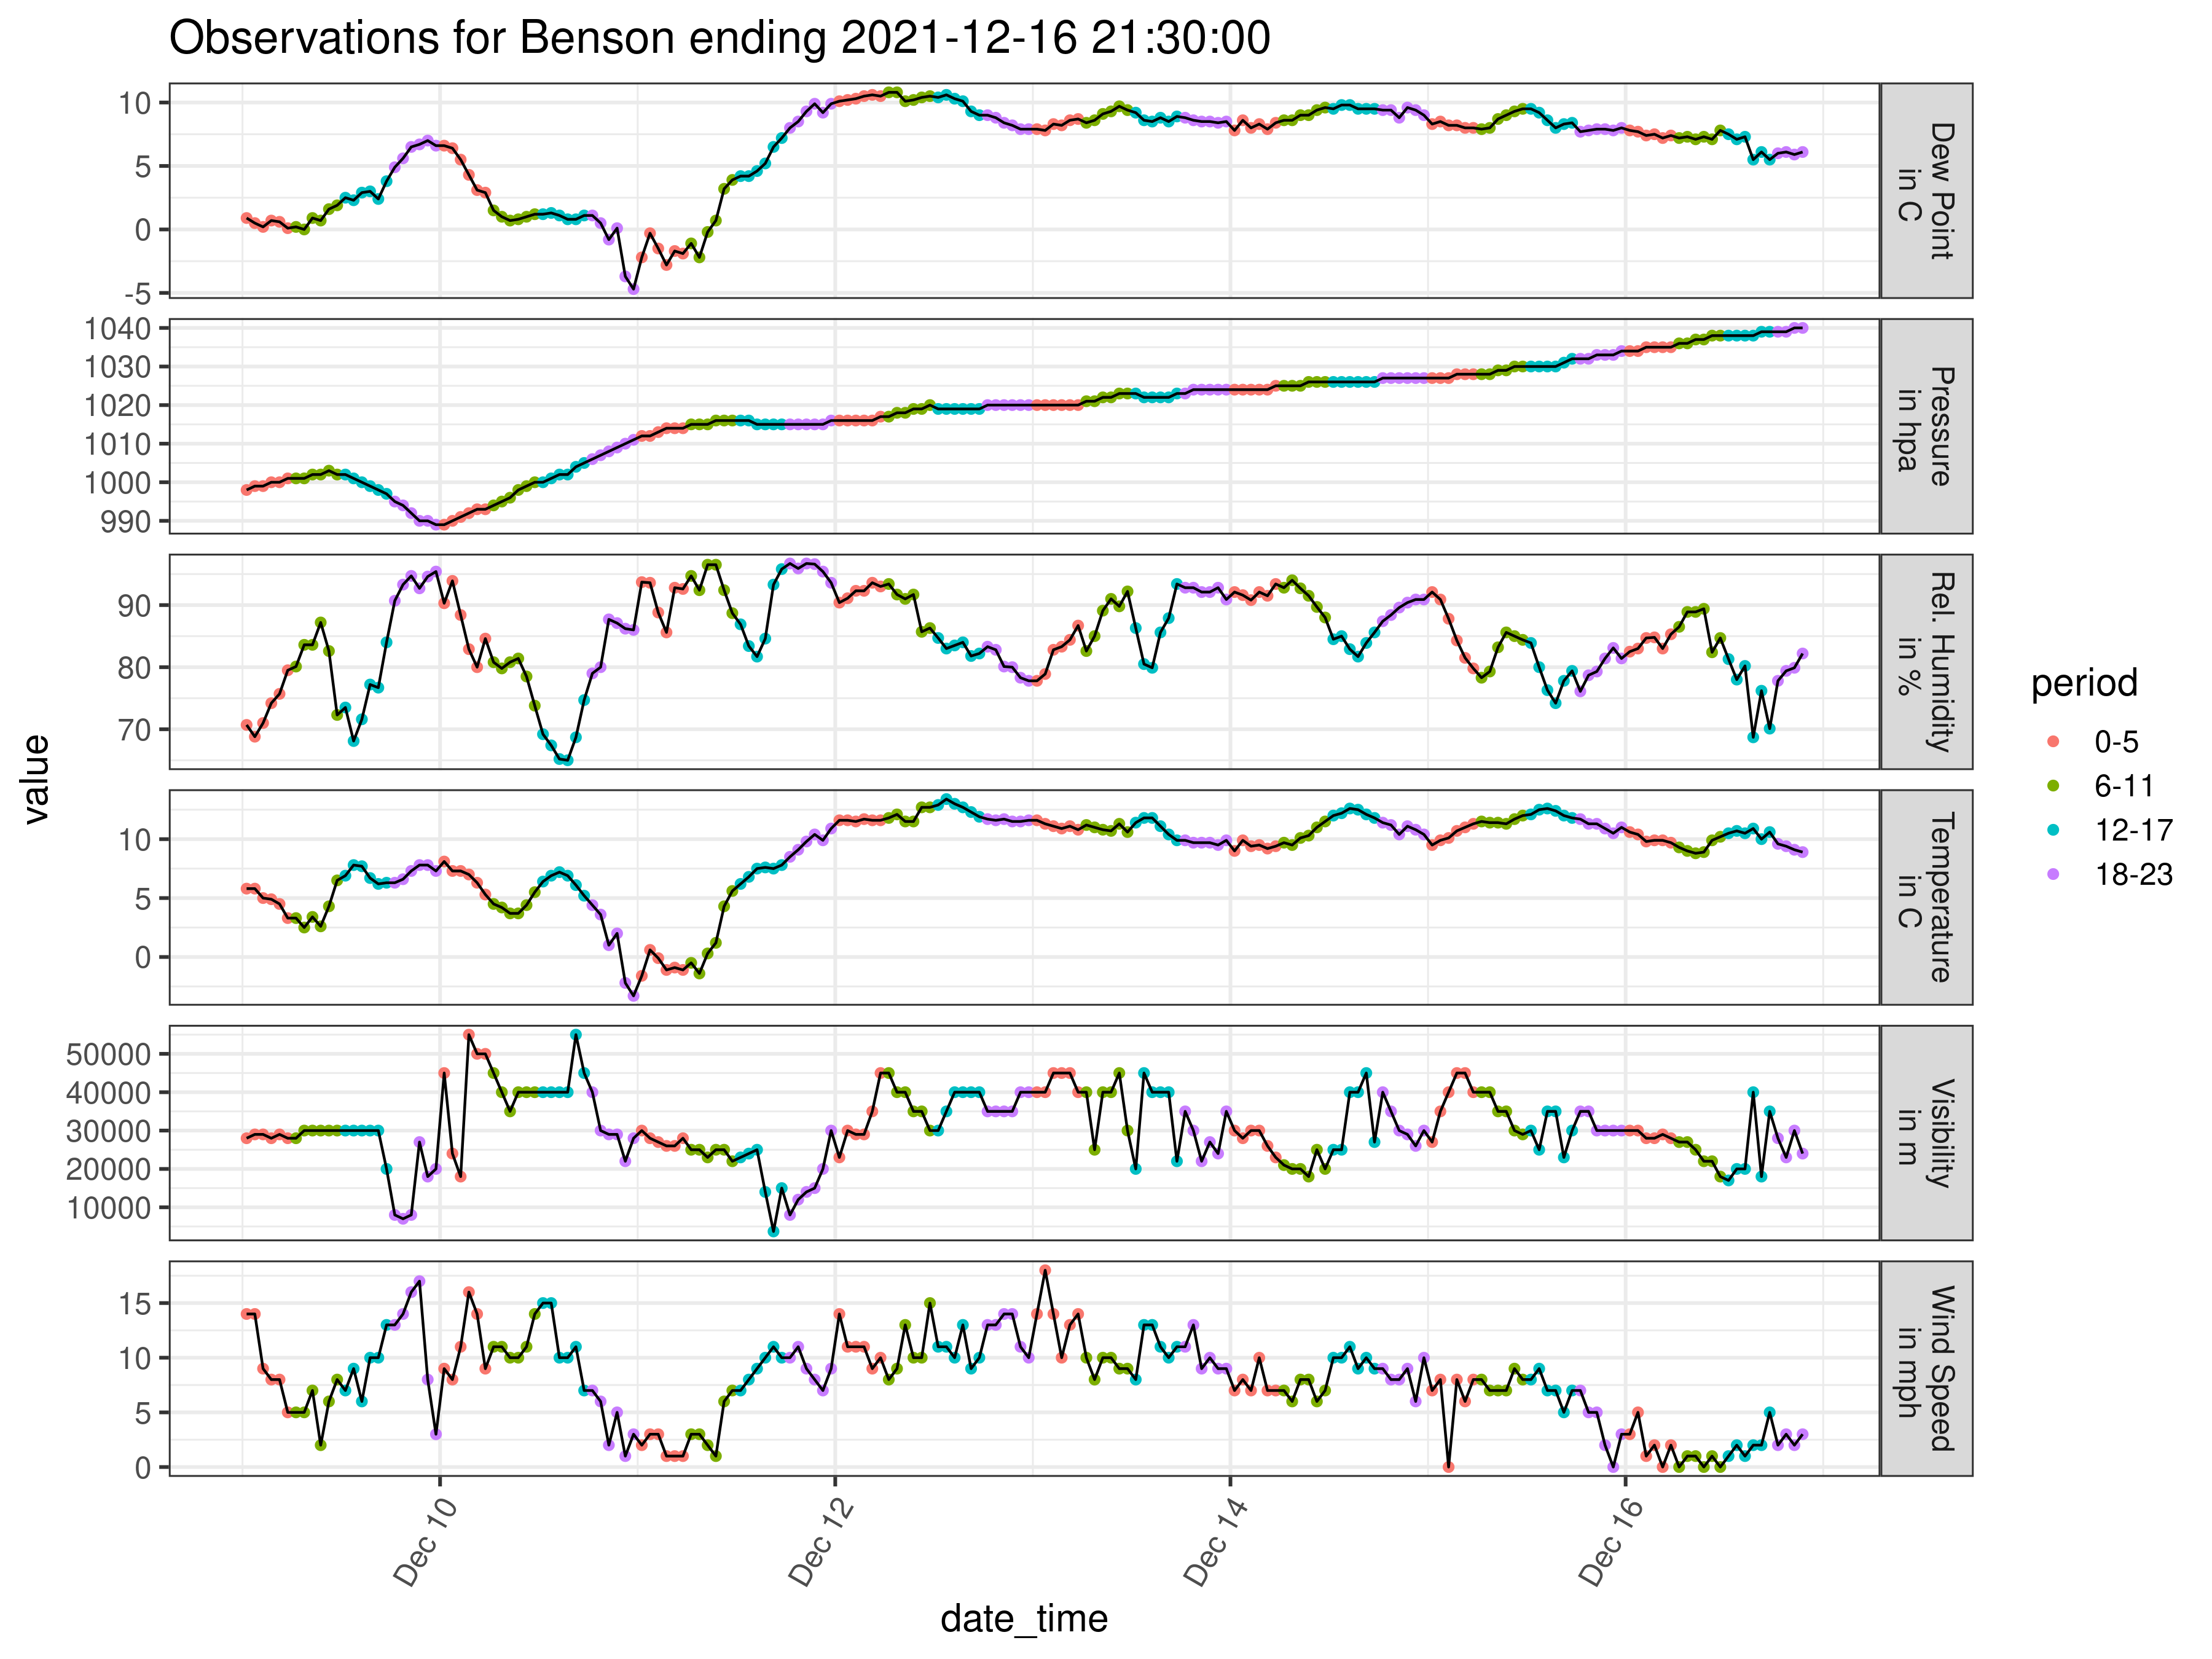 Observations for Benson ending 2021-12-16 21:30:00
10
5
0
-5
Dew Point
in C
1040
1030
1020
1010
1000
990
Pressure
in hpa
90
80
70
Rel. Humidity
in %
10
5
0
Temperature
in C
50000
40000
30000
20000
10000
Visibility
in m
15
10
5
0
Wind Speed
in mph
Dec 10
Dec 12
Dec 14
Dec 16
date_time
value
period
0-5
6-11
12-17
18-23